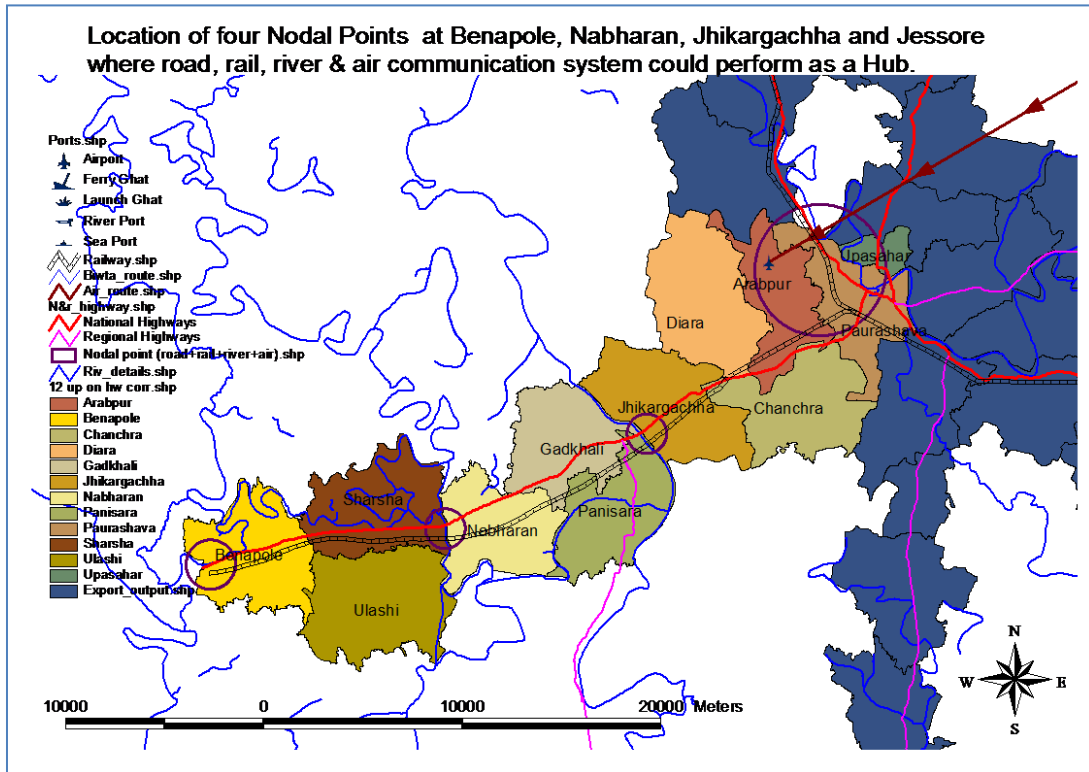 Location of four Nodal Points at Benapole, Nabharan, Jhikargachha and Jessore
where road, rail, river & air communication system could perform as a Hub.
Ports.shp
Airport
Ferry Ghat
Launch Ghat
River Port
Sea Port
Railway.shp
Biwta_route.shp
Air_route.shp
N&r_highway.shp
National Highways
Regional Highways
Nodal point (road+rail+river+air).shp
Riv_details.shp
12 up on hw corr.shp
Arabpur
Benapole
Chanchra
Diara
Gadkhali
Jhikargachha
Nabharan
Panisara
Paurashava
Sharsha
Ulashi
Upasahar
Export_output.shp
Upasahar
Arabpur
Diara
Paurashava
Jhikargachha
Chanchra
Gadkhali
Sharsha
Panisara
Nabharan
Benapole
Ulashi
N
W E
S
10000 0 10000 20000 Meters